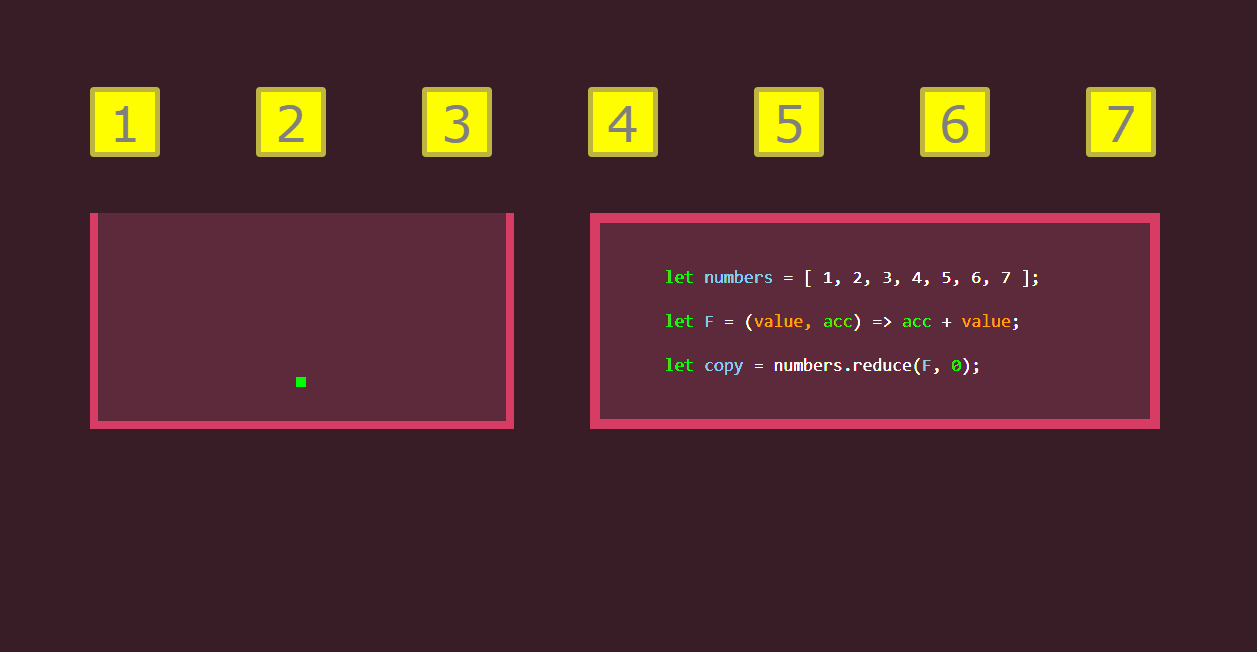 1 2 3 4 5 6 7
let numbers = [ 1, 2, 3, 4, 5, 6, 7 ];
let F = (value, acc) => acc + value;
let copy = numbers.reduce(F, 0);